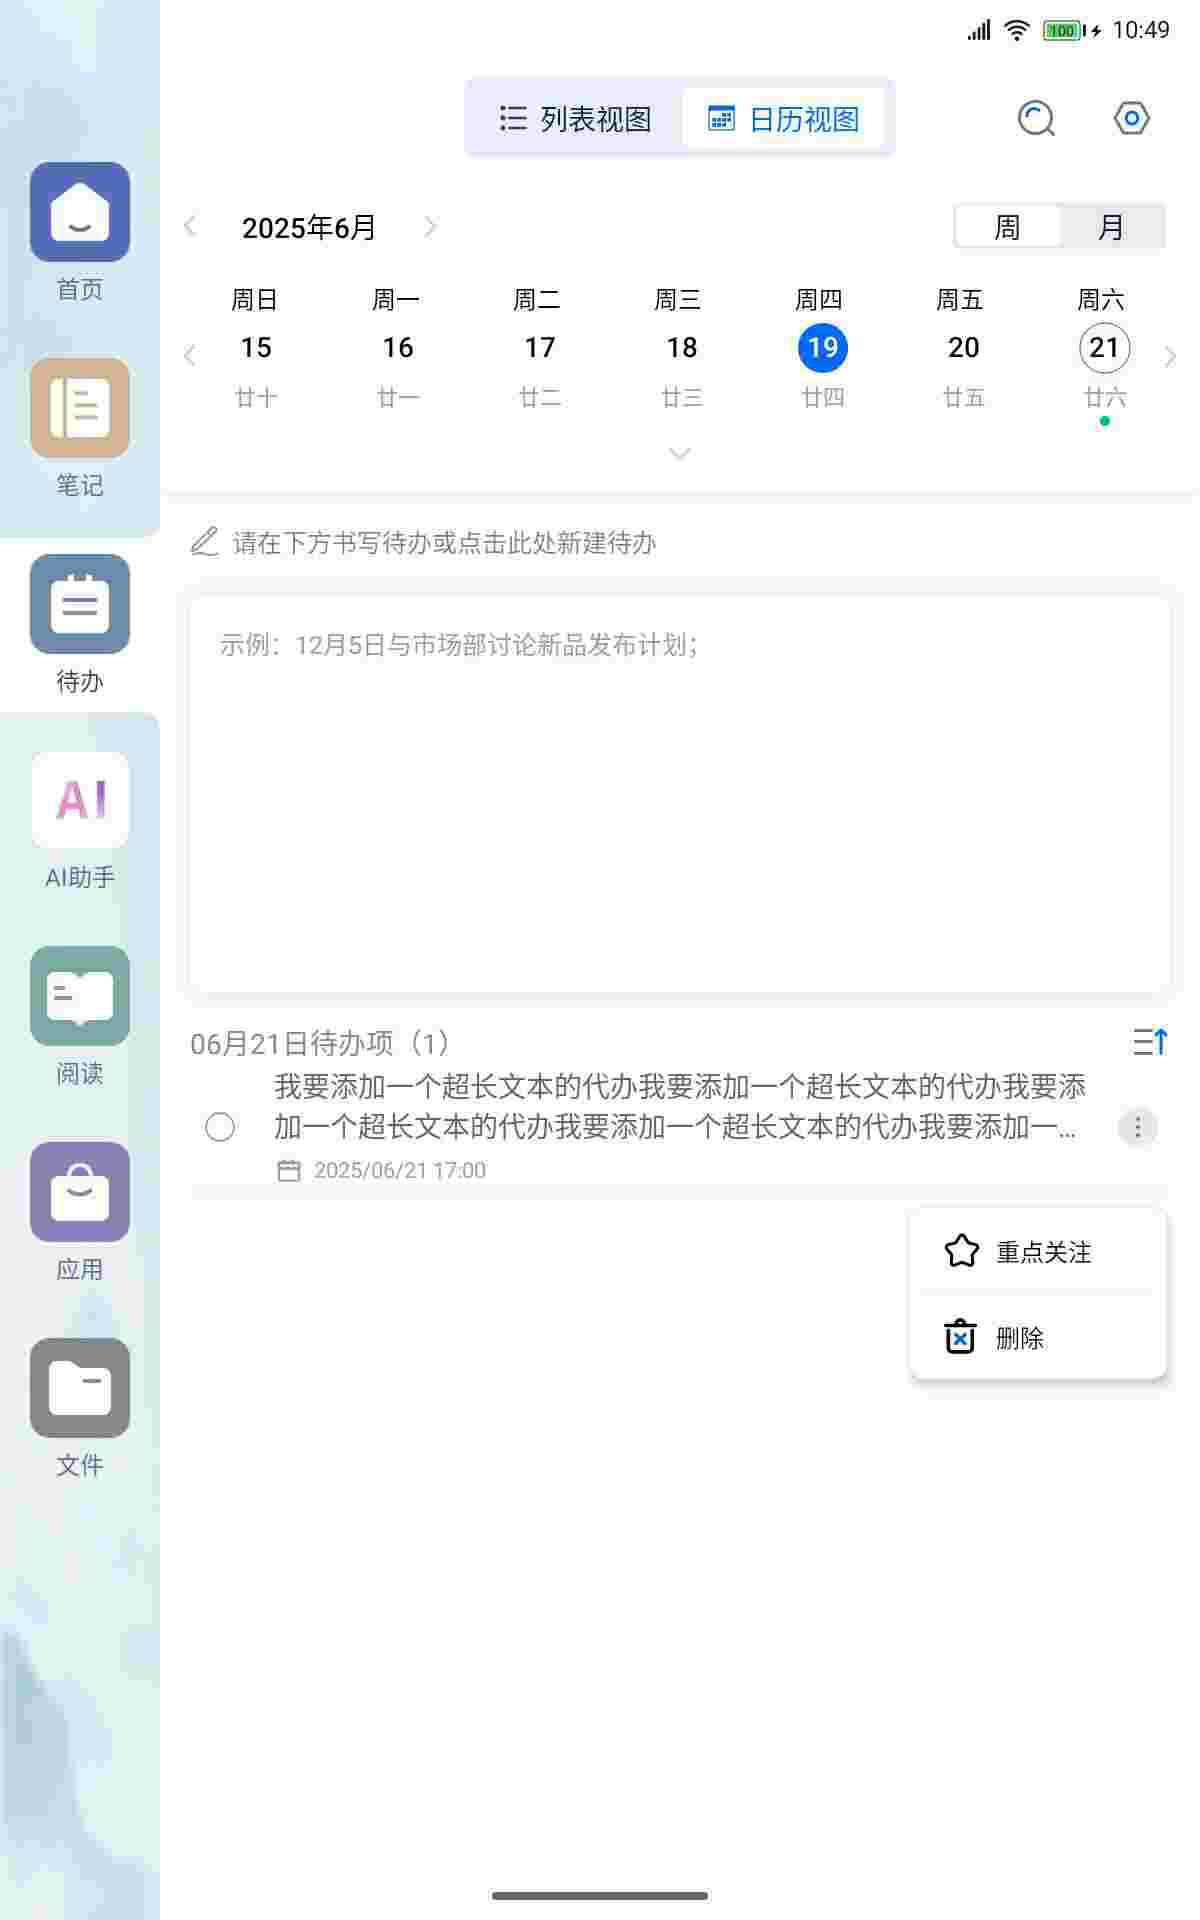 100 10:49
列表视图 日历视图
2025年6月 周 月
周日 周一 周二 周三 周四 周五 周六
15 16 17 18 19 20 21
廿十 廿一 廿二 廿三 廿四 廿五 廿六
请在下方书写待办或点击此处新建待办
示例：12月5日与市场部讨论新品发布计划；
06月21日待办项（1）
我要添加一个超长文本的代办我要添加一个超长文本的代办我要添
加一个超长文本的代办我要添加一个超长文本的代办我要添加一...
2025/06/21 17:00
重点关注
删除
首页
笔记
待办
AI
AI助手
阅读
应用
文件